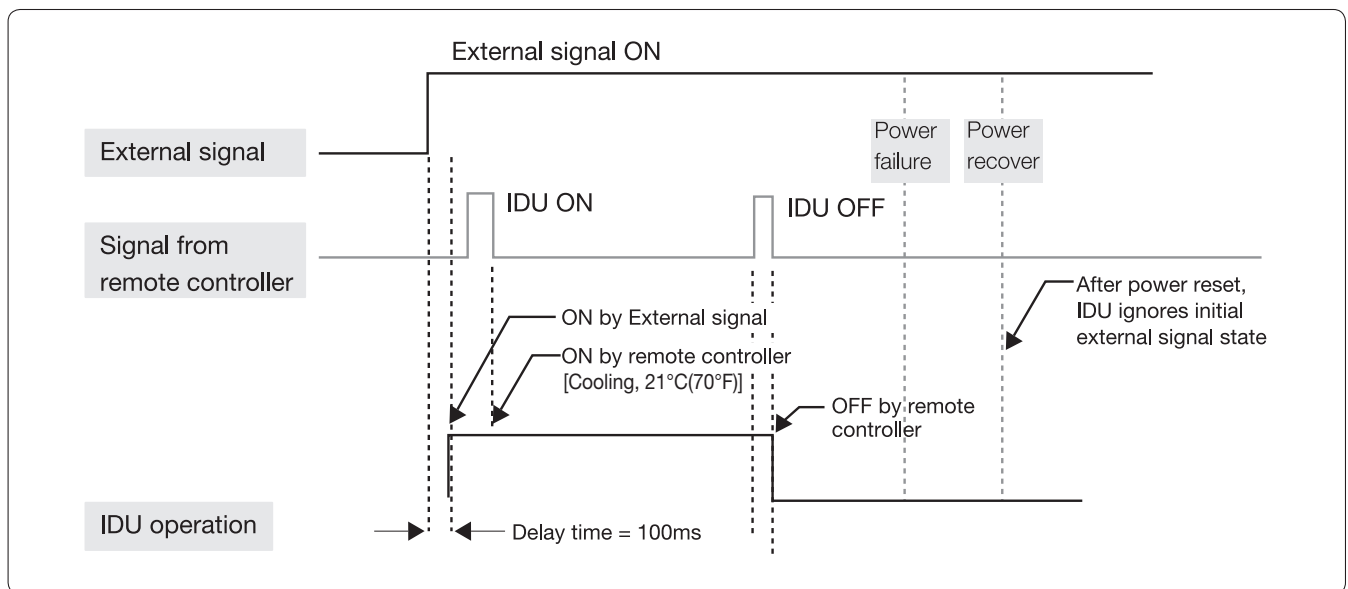 External signal ON
External signal
Power
failure
Power
recover
IDU ON
IDU OFF
Signal from
remote controller
After power reset,
IDU ignores initial
external signal state
ON by External signal
ON by remote controller
[Cooling, 21°C(70°F)]
OFF by remote
controller
IDU operation
Delay time = 100ms